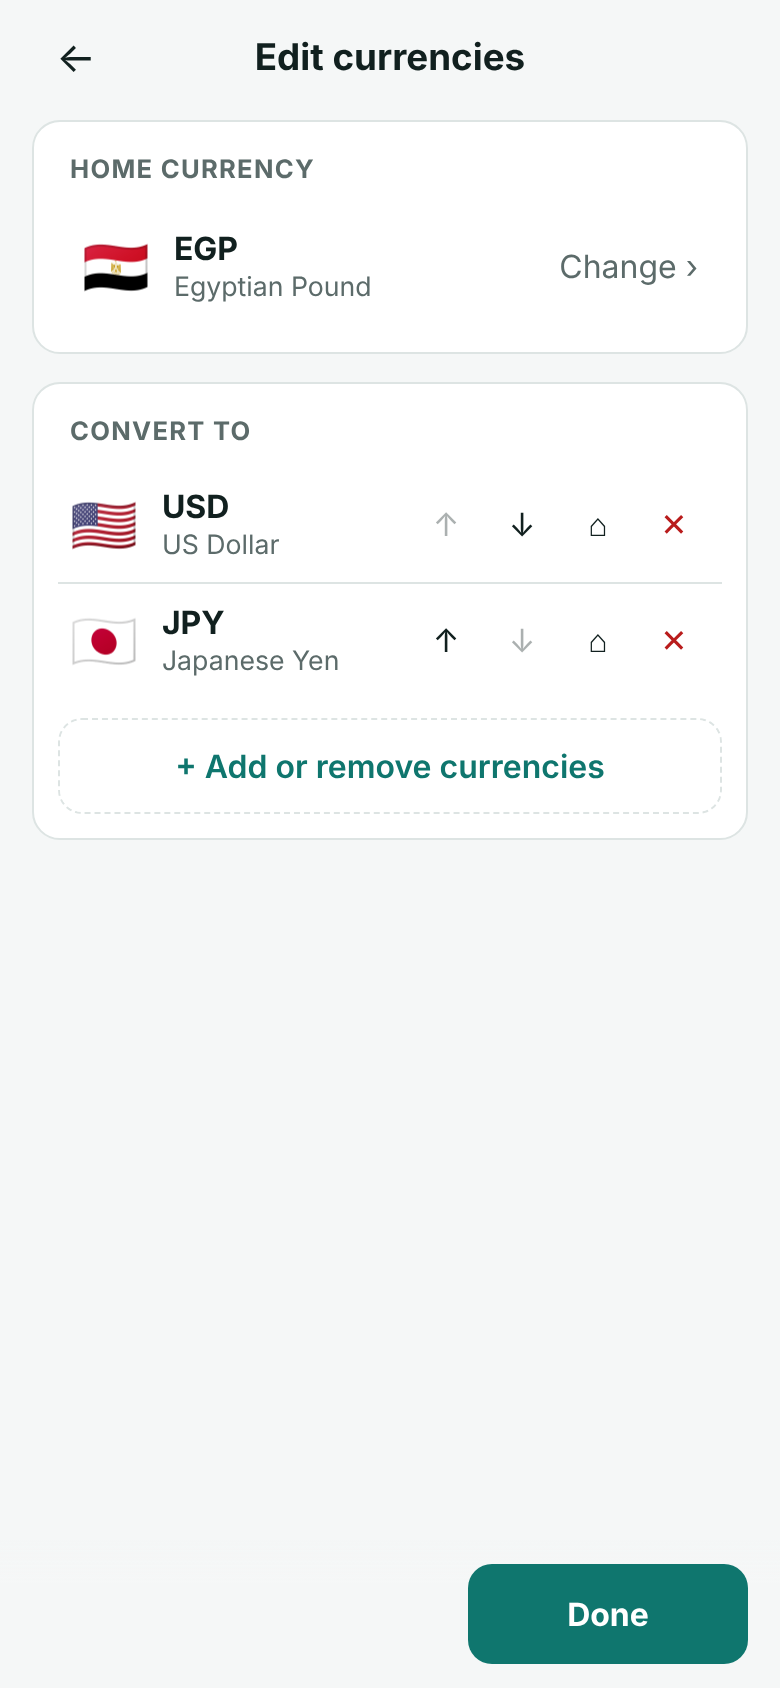 Edit currencies
HOME CURRENCY
EGP
Egyptian Pound
Change ›
CONVERT TO
USD
US Dollar
JPY
Japanese Yen
+ Add or remove currencies
Done